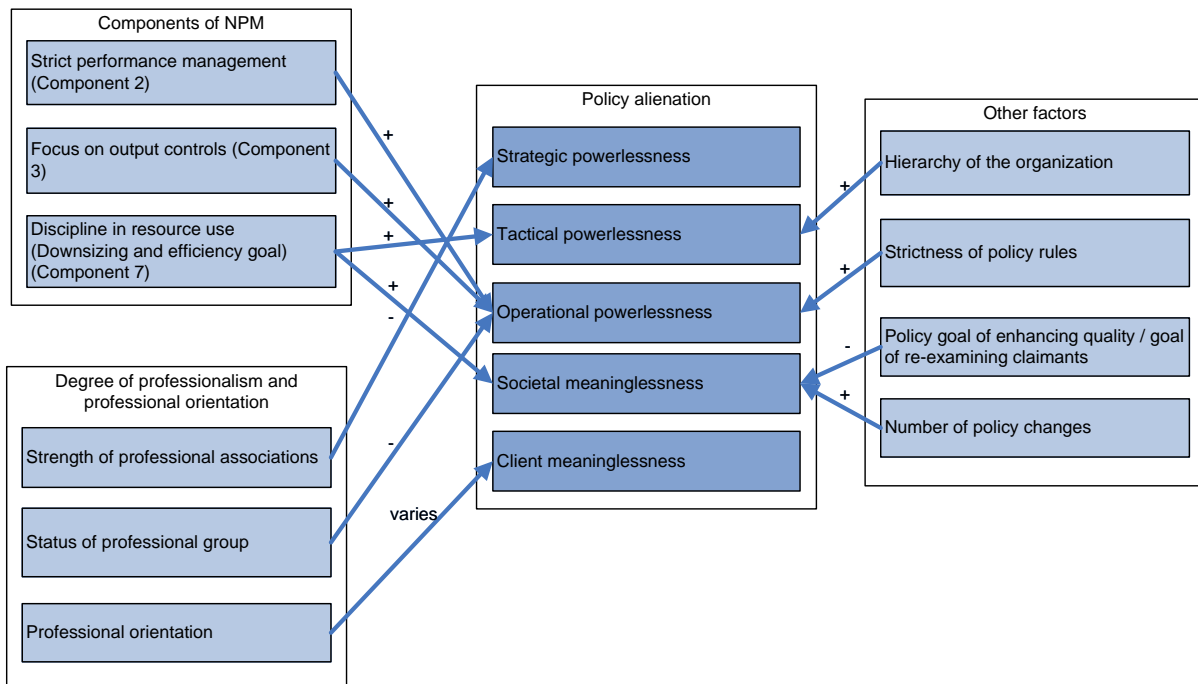 Components of NPM
Strict performance management
(Component 2)
Focus on output controls (Component
3)
Discipline in resource use
(Downsizing and efficiency goal)
(Component 7)
Degree of professionalism and
professional orientation
Strength of professional associations
Status of professional group
Professional orientation
+
+
+
+
-
-
varies
Policy alienation
Strategic powerlessness
Tactical powerlessness
Operational powerlessness
Societal meaninglessness
Client meaninglessness
+
+
-
+
Other factors
Hierarchy of the organization
Strictness of policy rules
Policy goal of enhancing quality / goal
of re-examining claimants
Number of policy changes